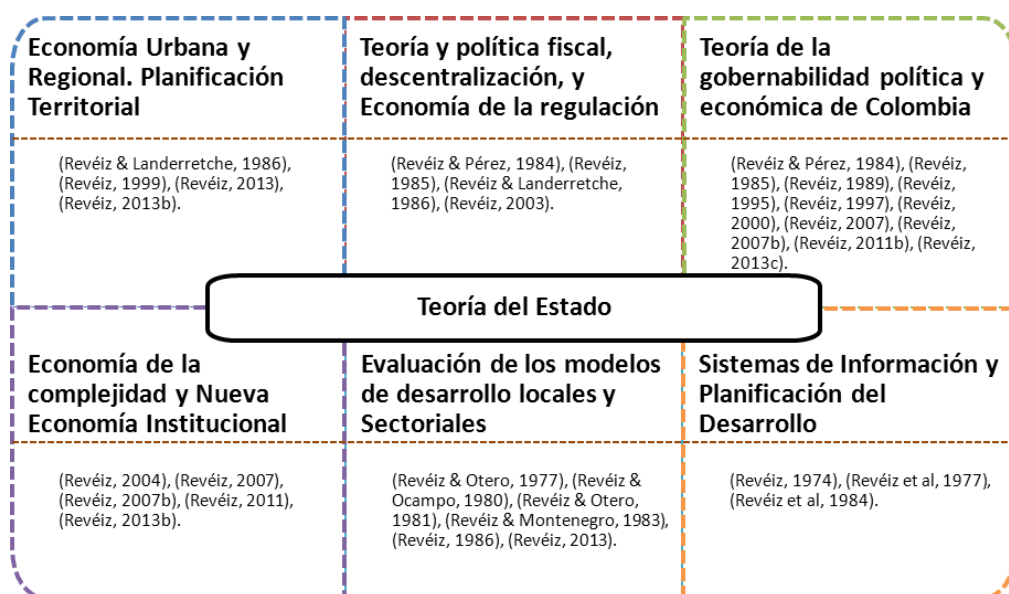 Economía Urbana y
Regional. Planificación
Territorial
(Revéiz & Landerretche, 1986),
(Revéiz, 1999), (Revéiz, 2013),
(Revéiz, 2013b).
Teoría y política fiscal,
descentralización, y
Economía de la regulación
(Revéiz & Pérez, 1984), (Revéiz,
1985), (Revéiz & Landerretche,
1986), (Revéiz, 2003).
Teoría de la
gobernabilidad política y
económica de Colombia
(Revéiz & Pérez, 1984), (Revéiz,
1985), (Revéiz, 1989), (Revéiz,
1995), (Revéiz, 1997), (Revéiz,
2000), (Revéiz, 2007), (Revéiz,
2007b), (Revéiz, 2011b), (Revéiz,
2013c).
Teoría del Estado
Economía de la
complejidad y Nueva
Economía Institucional
(Revéiz, 2004), (Revéiz, 2007),
(Revéiz, 2007b), (Revéiz, 2011),
(Revéiz, 2013b).
Evaluación de los modelos
de desarrollo locales y
Sectoriales
(Revéiz & Otero, 1977), (Revéiz &
Ocampo, 1980), (Revéiz & Otero,
1981), (Revéiz & Montenegro, 1983),
(Revéiz, 1986), (Revéiz, 2013).
Sistemas de Información y
Planificación del
Desarrollo
(Revéiz, 1974), (Revéiz et al, 1977),
(Revéiz et al, 1984).